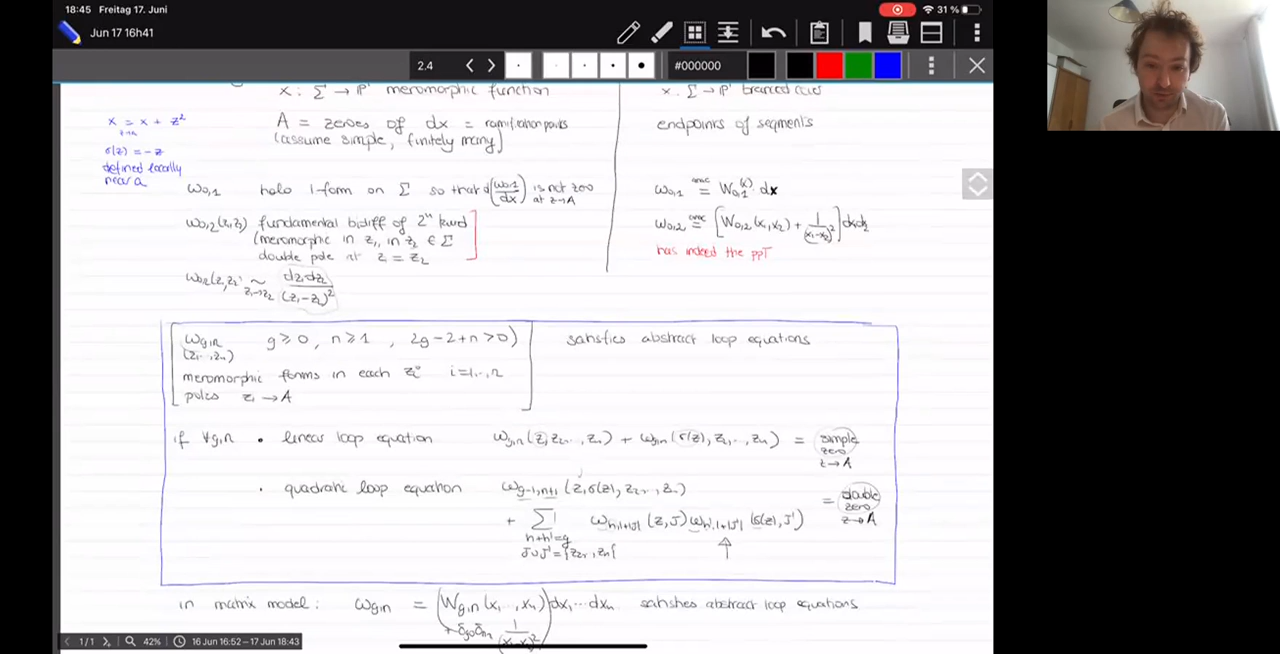 18:45 Freitag 17. Juni
31 %
Jun 17 16h41
2.4
#000000
x : Σ → P¹ meromorphic function
x : Σ → P¹ branched cover
A = zeroes of dx = ramification points
(assume simple, finitely many)
endpoints of segments
x = x + z²
z→a
σ(z) = -z
defined locally
near a
ω₀,₁ holo 1-form on Σ so that d(ω₀,₁/dx) is not zero at z→A
ω₀,₁ = W₀,₁(x) dx
ω₀,₂(z₁,z₂) fundamental bidiff of 2ⁿ kind
(meromorphic in z₁, in z₂ ∈ Σ
double pole at z₁ = z₂
ω₀,₂ = [W₀,₂(x₁,x₂) + 1/(x₁-x₂)²] dx₁dx₂
has indeed the ppT
ω₀,₂(z₁,z₂) ~ dz₁dz₂/(z₁-z₂)²
z₁→z₂
ωg,n g ⩾ 0, n ⩾ 1, 2g-2+n > 0)
(z₁...,zₙ)
satisfies abstract loop equations
meromorphic forms in each zᵢ i=1,..,n
poles zᵢ → A
if ∀g,n • linear loop equation ωg,n(z,z₂...,zₙ) + ωg,n(σ(z),z₂,...,zₙ) = simple zero z→A
• quadratic loop equation ωg-1,n+1(z,σ(z),z₂,..,zₙ)
+ Σ ωh,1+|J|(z,J) ωh',1+|J'|(σ(z),J') = double zero z→A
h+h'=g
J∪J'={z₂,..,zₙ}
in matrix model : ωg,n = (Wg,n(x₁,...,xₙ) + δg,0 δn,2 1/(x₁-x₂)²) dx₁...dxₙ satisfies abstract loop equations
1/1
42%
16 Jun 16:52–17 Jun 18:43